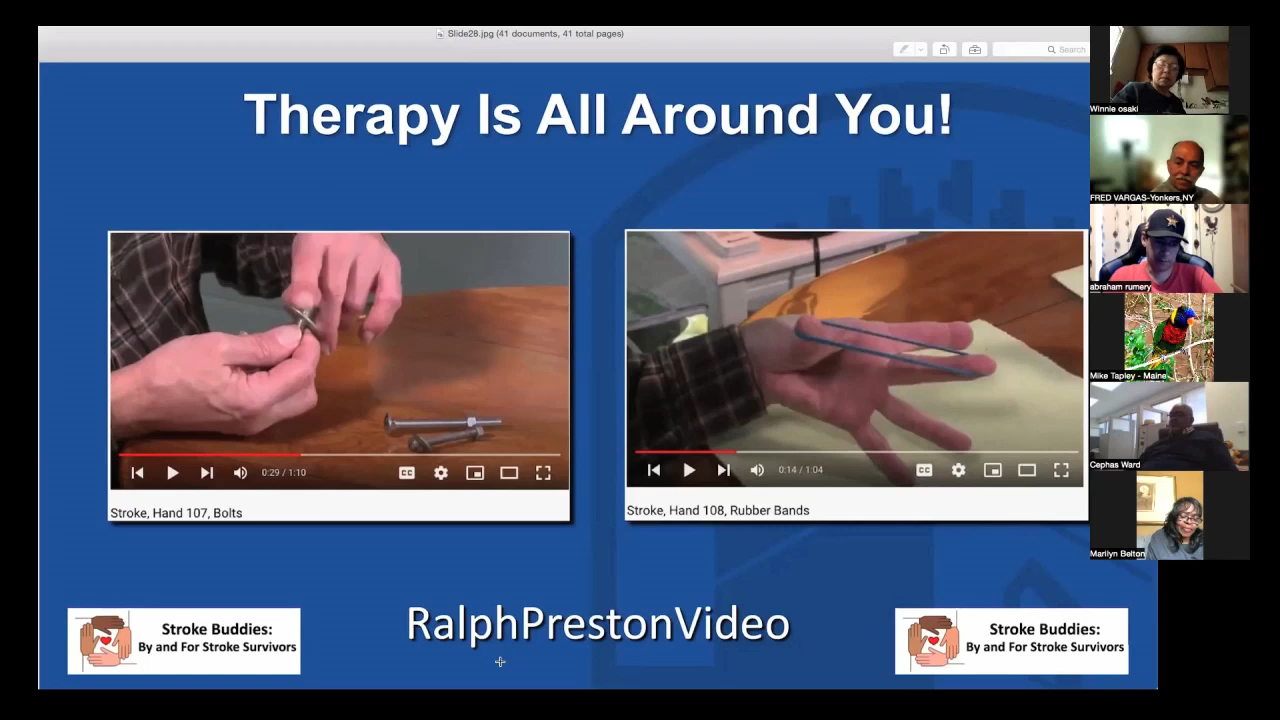 Slide28.jpg (41 documents, 41 total pages)
Search
Therapy Is All Around You!
0:29 / 1:10
CC
Stroke, Hand 107, Bolts
0:14 / 1:04
CC
Stroke, Hand 108, Rubber Bands
RalphPrestonVideo
Stroke Buddies:
By and For Stroke Survivors
Stroke Buddies:
By and For Stroke Survivors
Winnie osaki
FRED VARGAS-Yonkers,NY
abraham rumery
Mike Tapley - Maine
Cephas Ward
Marilyn Belton